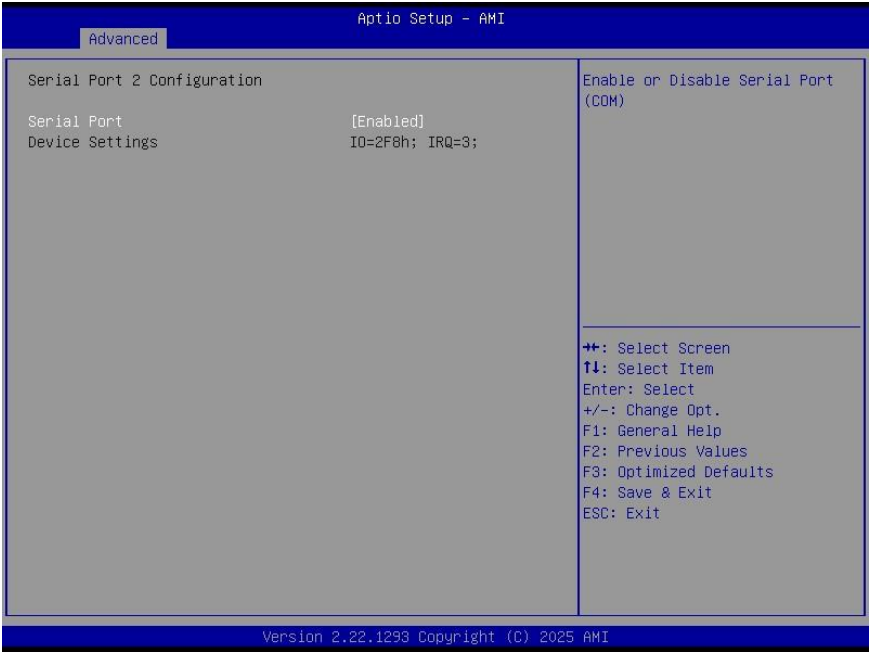 Aptio Setup – AMI
Advanced
Serial Port 2 Configuration
Serial Port [Enabled]
Device Settings IO=2F8h; IRQ=3;
Enable or Disable Serial Port
(COM)
→←: Select Screen
↑↓: Select Item
Enter: Select
+/-: Change Opt.
F1: General Help
F2: Previous Values
F3: Optimized Defaults
F4: Save & Exit
ESC: Exit
Version 2.22.1293 Copyright (C) 2025 AMI